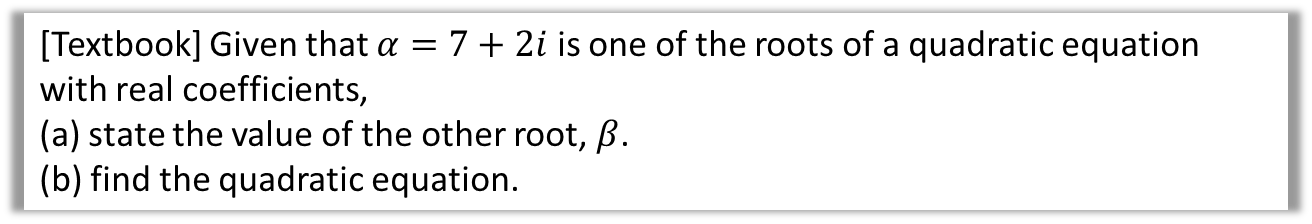 [Textbook] Given that 𝛼 = 7 + 2𝑖 is one of the roots of a quadratic equation
with real coefficients,
(a) state the value of the other root, 𝛽.
(b) find the quadratic equation.